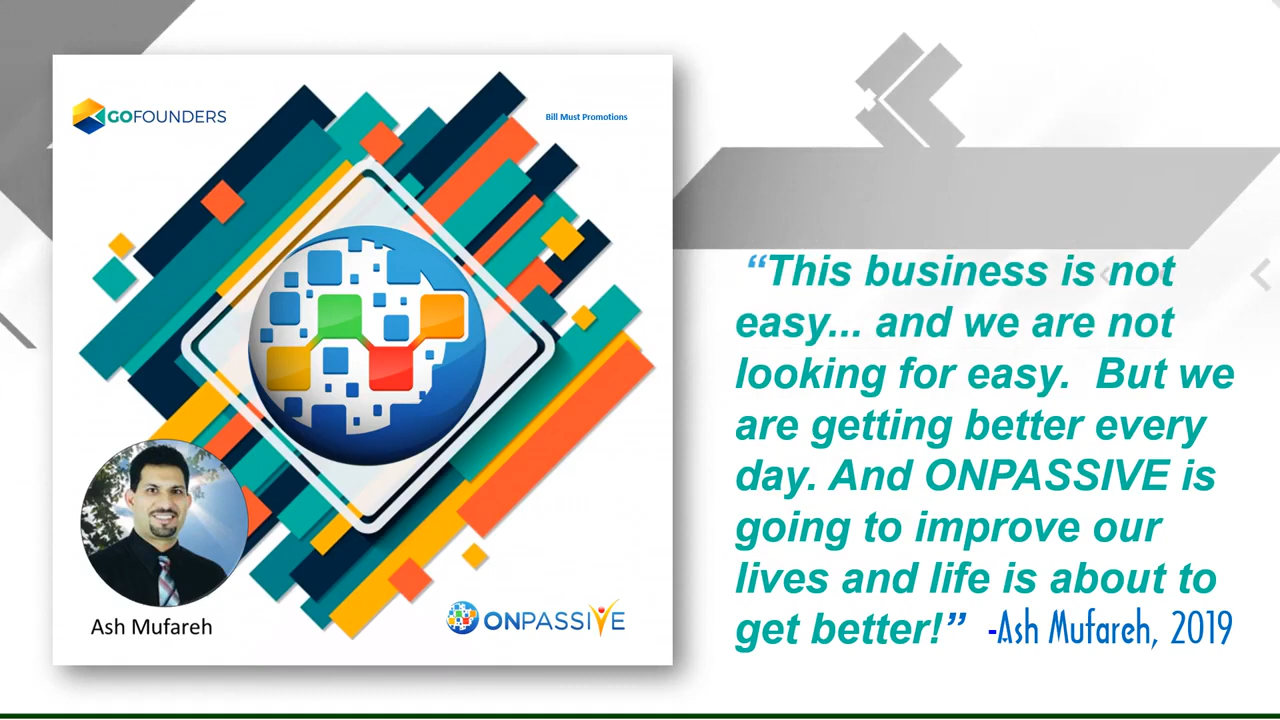 GOFOUNDERS
Bill Must Promotions
Ash Mufareh
ONPASSIVE
“This business is not
easy... and we are not
looking for easy. But we
are getting better every
day. And ONPASSIVE is
going to improve our
lives and life is about to
get better!” -Ash Mufareh, 2019